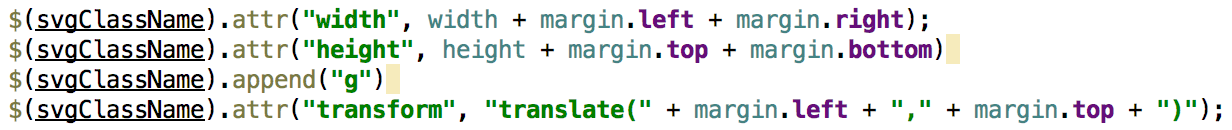 $(svgClassName).attr("width", width + margin.left + margin.right);
$(svgClassName).attr("height", height + margin.top + margin.bottom)
$(svgClassName).append("g")
$(svgClassName).attr("transform", "translate(" + margin.left + "," + margin.top + ")");